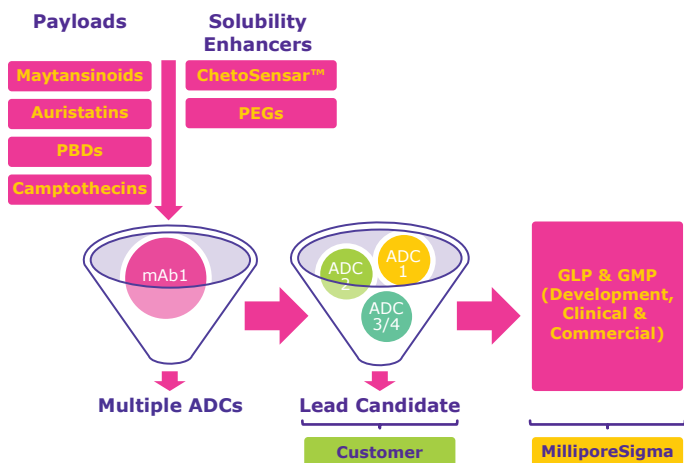 Payloads
Maytansinoids
Auristatins
PBDs
Camptothecins
Solubility
Enhancers
ChetoSensar™
PEGs
mAb1
Multiple ADCs
ADC
1
ADC
2
ADC
3/4
Lead Candidate
Customer
GLP & GMP
(Development,
Clinical &
Commercial)
MilliporeSigma